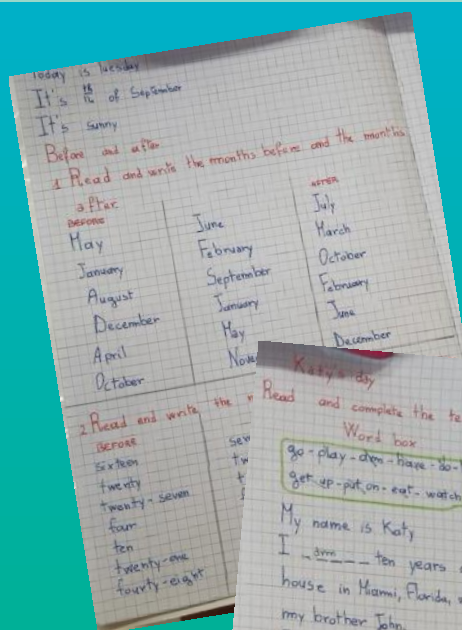 Today is Tuesday
It's of September
It's sunny
Before and after
1 Read and write the months before and the months
after
BEFORE AFTER
May June July
January February March
August September October
December January February
April May June
October December
2 Read and write the
BEFORE
sixteen
twenty
twenty-seven
four
ten
twenty-one
fourty-eight
Katy's day
Read and complete the
Word box
go - play - - have - do -
get up - put on - eat - watch
My name is Katy
I ten years
house in Miami, Florida,
my brother John.